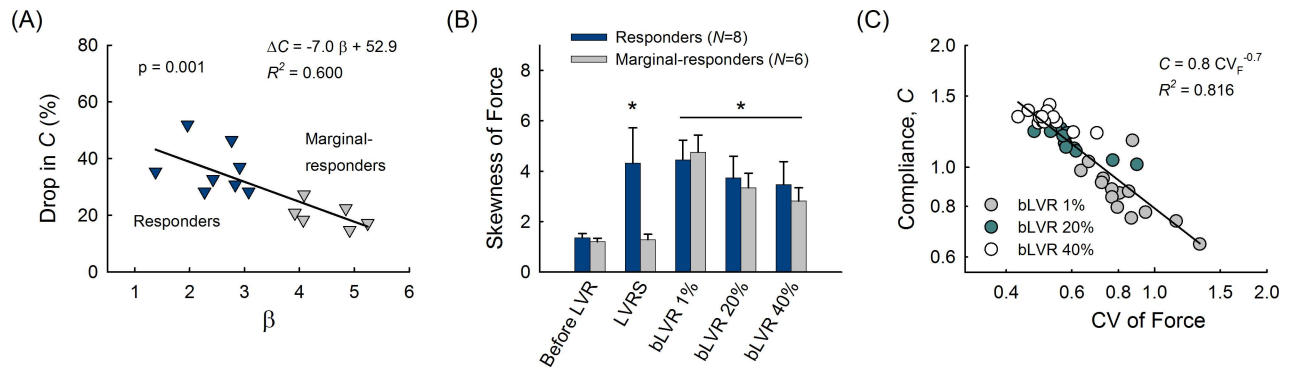 (A)
Drop in C (%)
80
60
40
20
0
p = 0.001
ΔC = -7.0 β + 52.9
R² = 0.600
Marginal-
responders
Responders
1 2 3 4 5 6
β
(B)
Skewness of Force
8
6
4
2
0
Responders (N=8)
Marginal-responders (N=6)
* *
Before LVR
LVRS
bLVR 1%
bLVR 20%
bLVR 40%
(C)
Compliance, C
2.0
1.5
1.0
0.8
0.6
C = 0.8 CV_F^-0.7
R² = 0.816
bLVR 1%
bLVR 20%
bLVR 40%
0.4 0.6 1.0 1.5 2.0
CV of Force